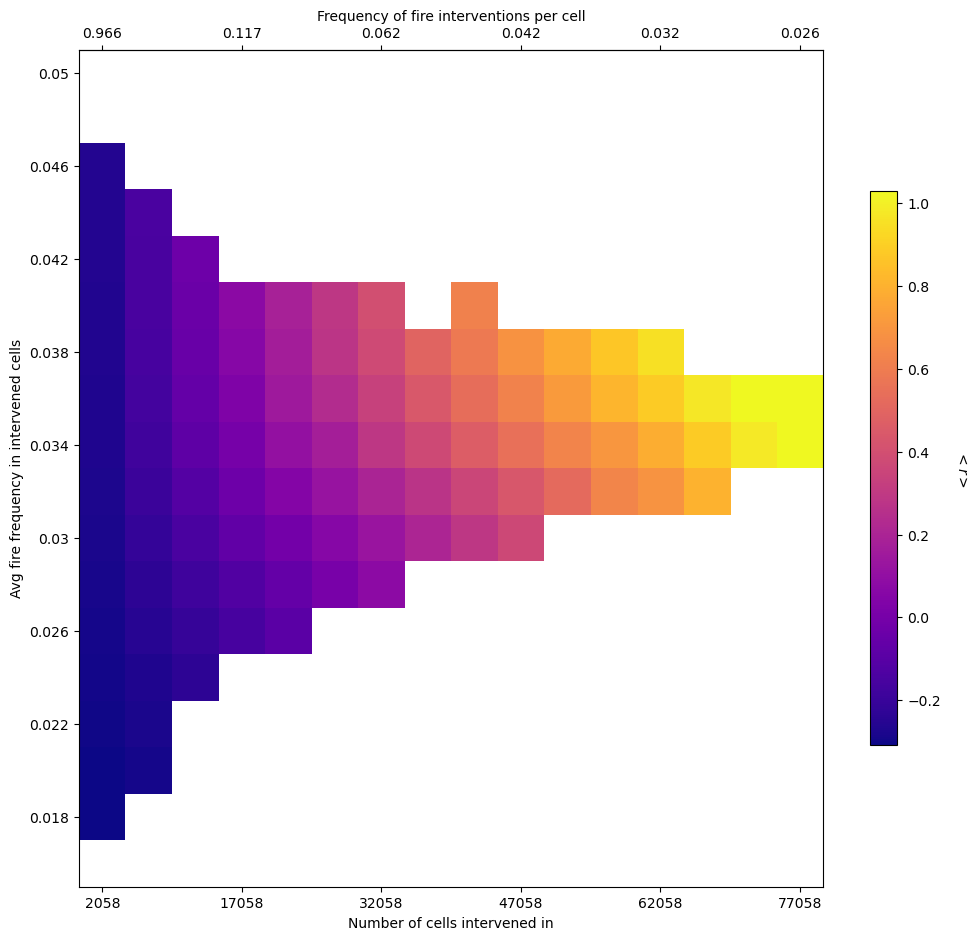 Frequency of fire interventions per cell
0.966 0.117 0.062 0.042 0.032 0.026
0.05
0.046
0.042
0.038
0.034
0.03
0.026
0.022
0.018
Avg fire frequency in intervened cells
2058 17058 32058 47058 62058 77058
Number of cells intervened in
1.0
0.8
0.6
0.4
0.2
0.0
−0.2
< r >